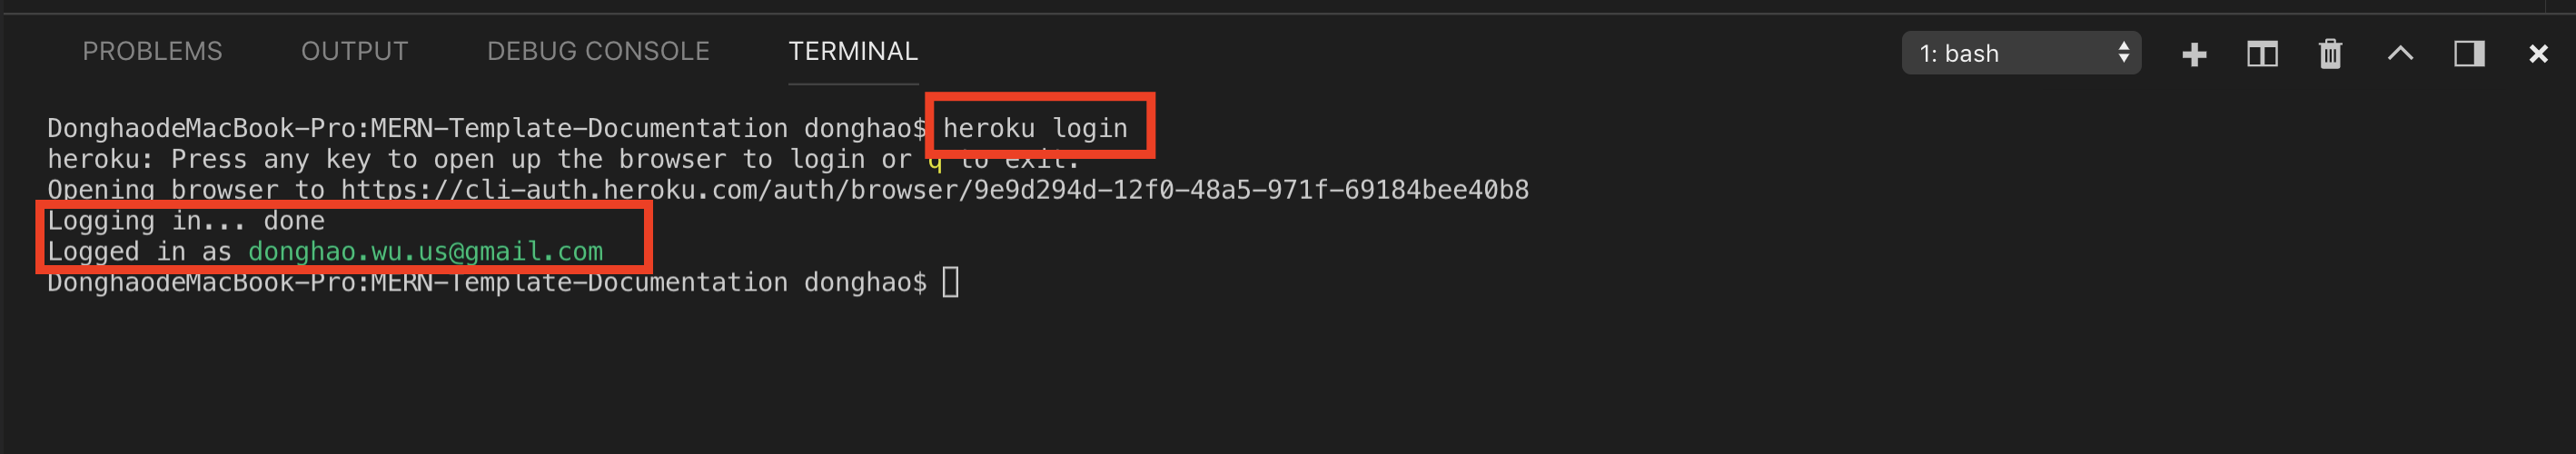 PROBLEMS OUTPUT DEBUG CONSOLE TERMINAL 1: bash
DonghaodeMacBook-Pro:MERN-Template-Documentation donghao$ heroku login
heroku: Press any key to open up the browser to login or q to exit:
Opening browser to https://cli-auth.heroku.com/auth/browser/9e9d294d-12f0-48a5-971f-69184bee40b8
Logging in... done
Logged in as donghao.wu.us@gmail.com
DonghaodeMacBook-Pro:MERN-Template-Documentation donghao$